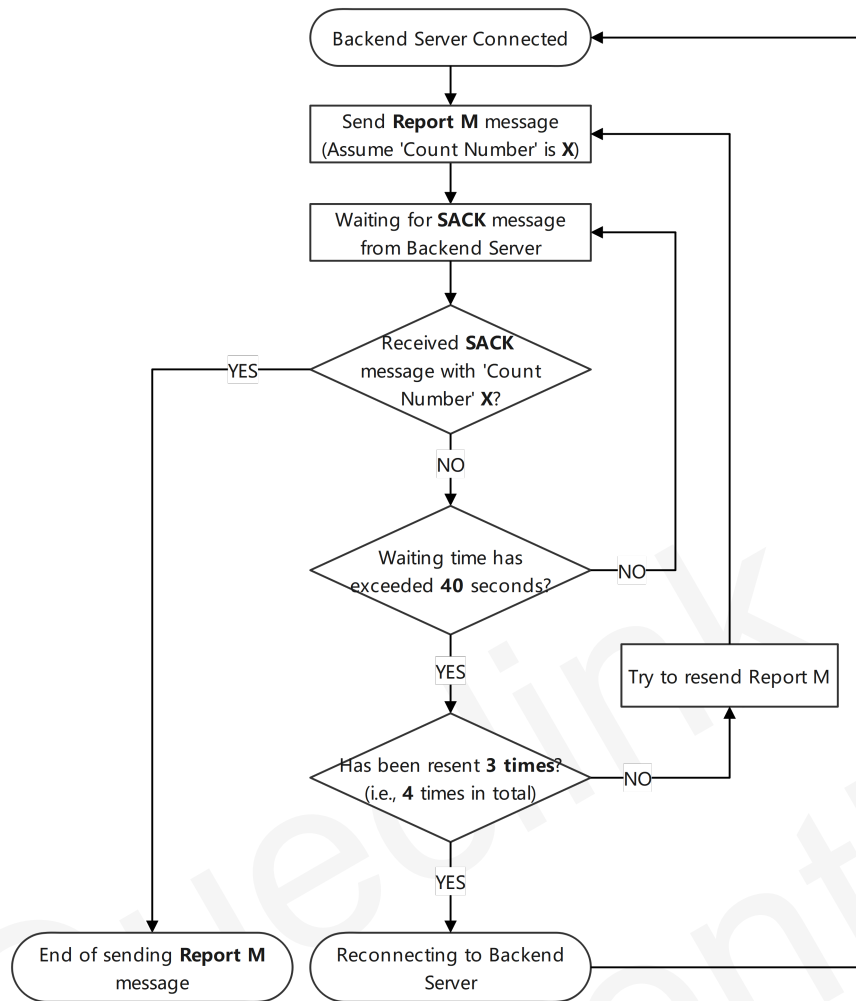 Backend Server Connected
Send Report M message
(Assume 'Count Number' is X)
Waiting for SACK message
from Backend Server
Received SACK
message with 'Count
Number' X?
YES
NO
Waiting time has
exceeded 40 seconds?
NO
YES
Try to resend Report M
Has been resent 3 times?
(i.e., 4 times in total)
NO
YES
End of sending Report M
message
Reconnecting to Backend
Server